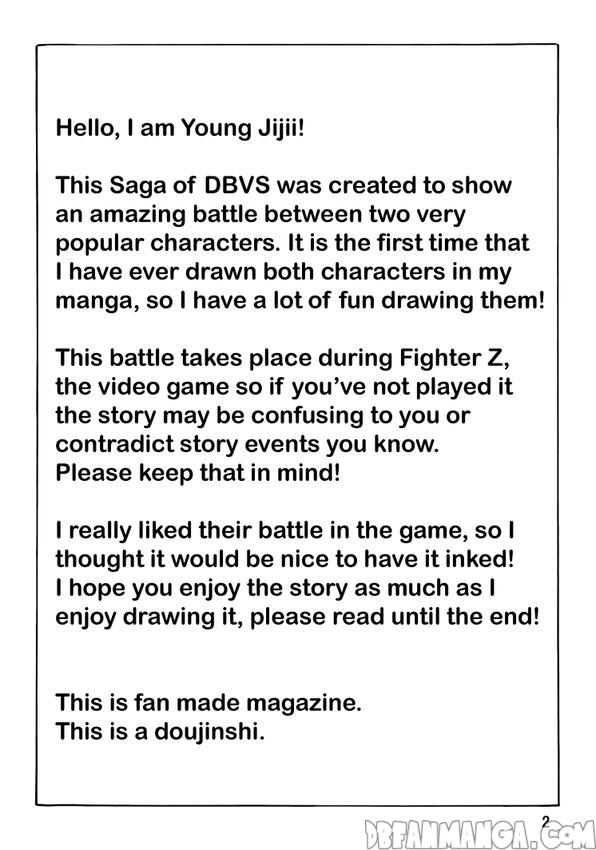 Hello, I am Young Jijii!
This Saga of DBVS was created to show
an amazing battle between two very
popular characters. It is the first time that
I have ever drawn both characters in my
manga, so I have a lot of fun drawing them!
This battle takes place during Fighter Z,
the video game so if you've not played it
the story may be confusing to you or
contradict story events you know.
Please keep that in mind!
I really liked their battle in the game, so I
thought it would be nice to have it inked!
I hope you enjoy the story as much as I
enjoy drawing it, please read until the end!
This is fan made magazine.
This is a doujinshi.
2
DBFANMANGA.COM